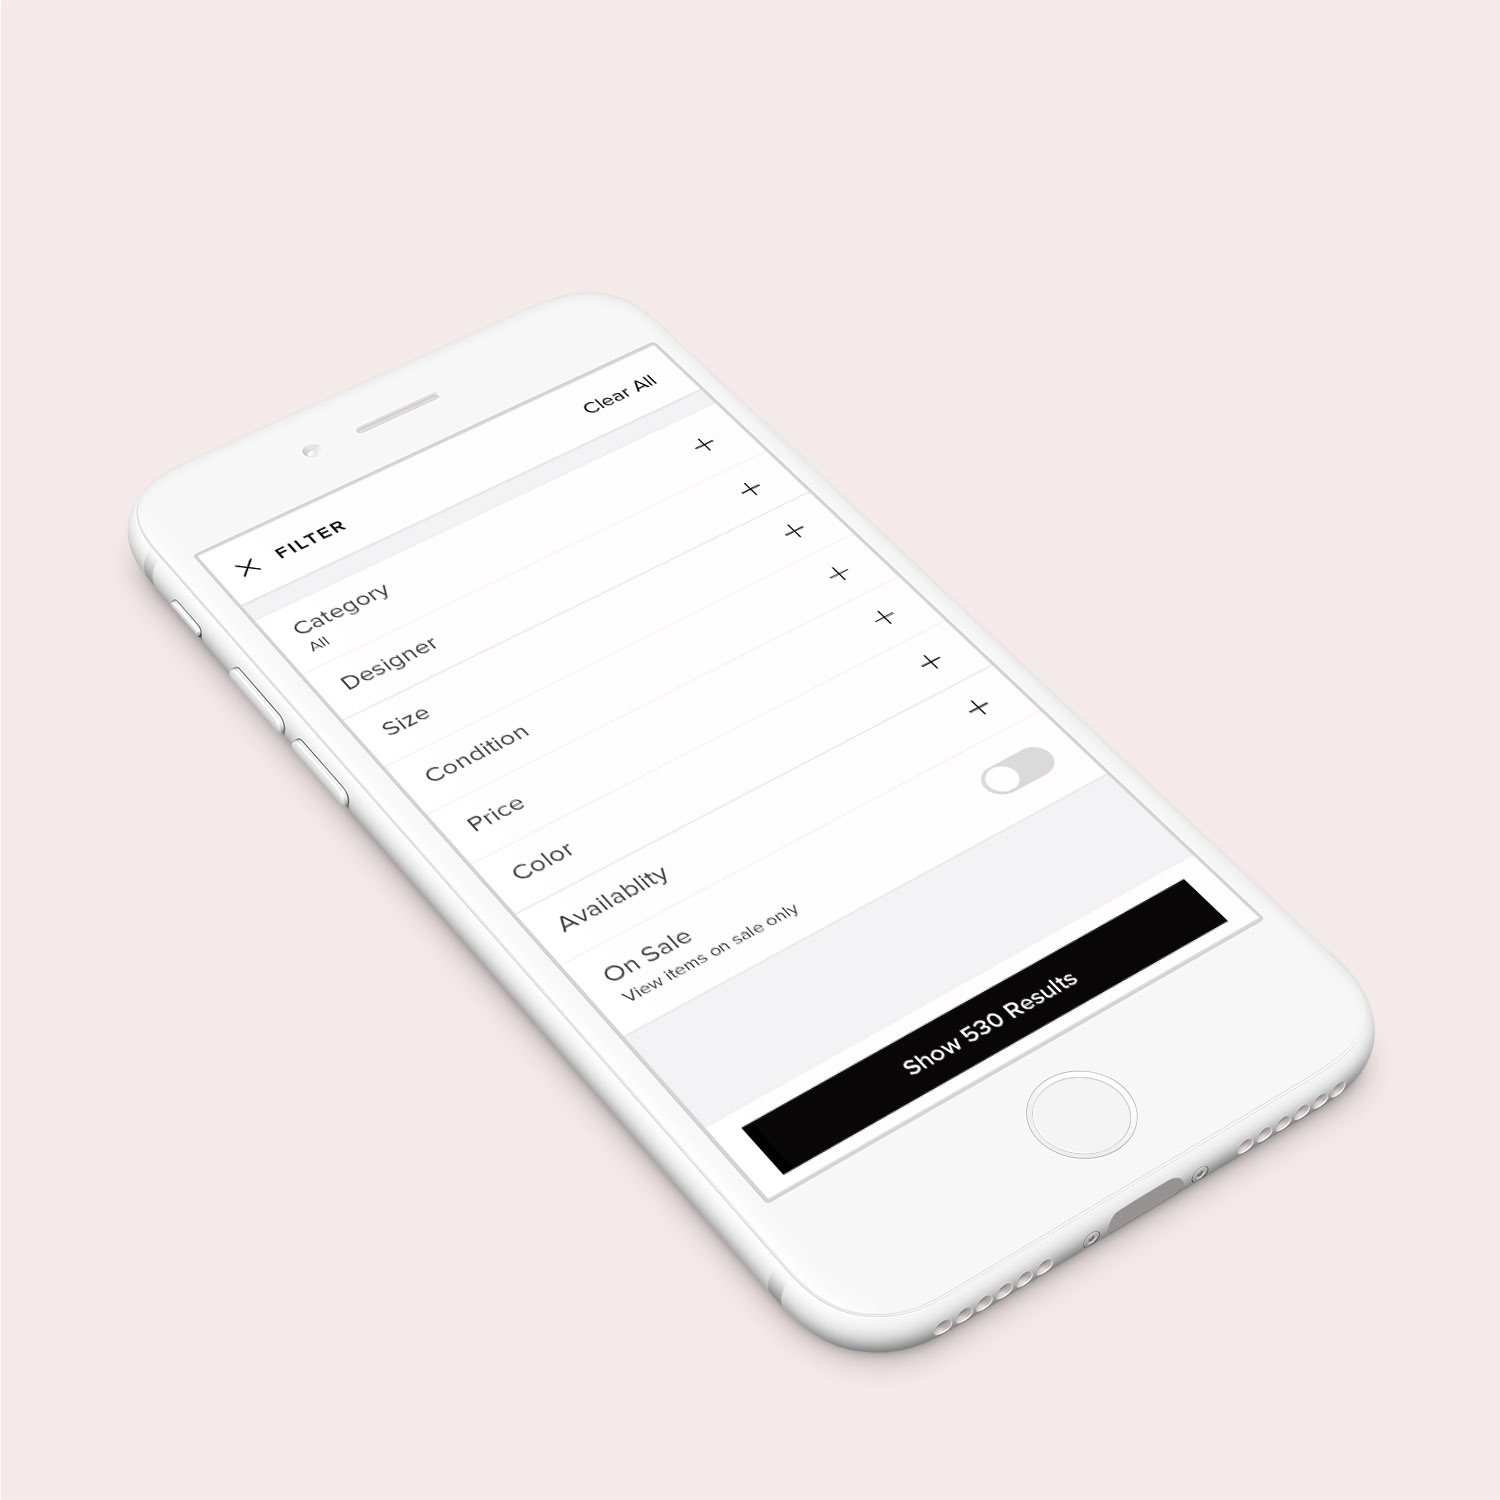 FILTER
Clear All
Category
All
Designer
Size
Condition
Price
Color
Availablity
On Sale
View items on sale only
Show 530 Results